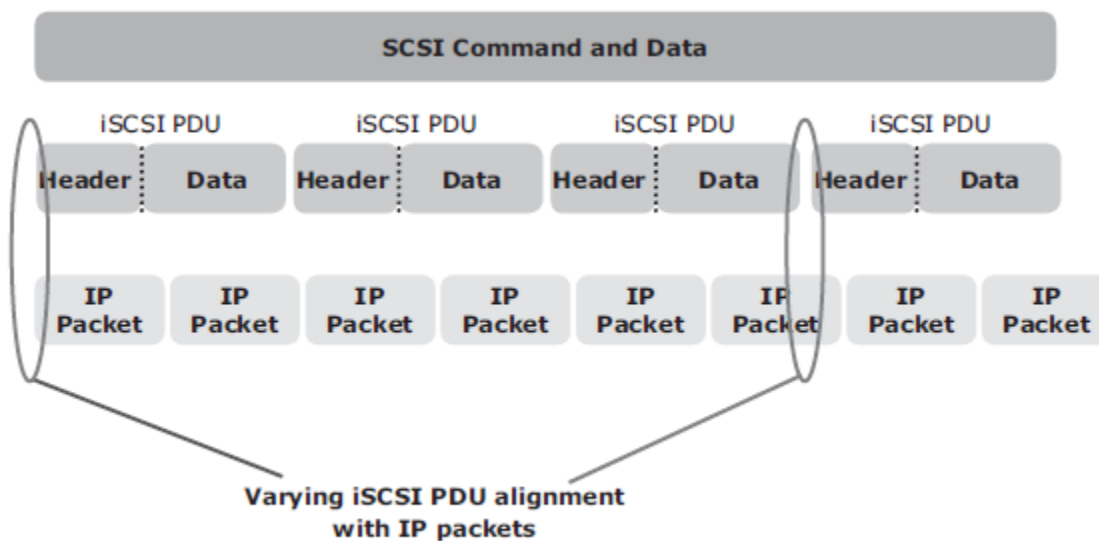 SCSI Command and Data
iSCSI PDU iSCSI PDU iSCSI PDU iSCSI PDU
Header Data Header Data Header Data Header Data
IP IP IP IP IP IP IP IP
Packet Packet Packet Packet Packet Packet Packet Packet
Varying iSCSI PDU alignment
with IP packets